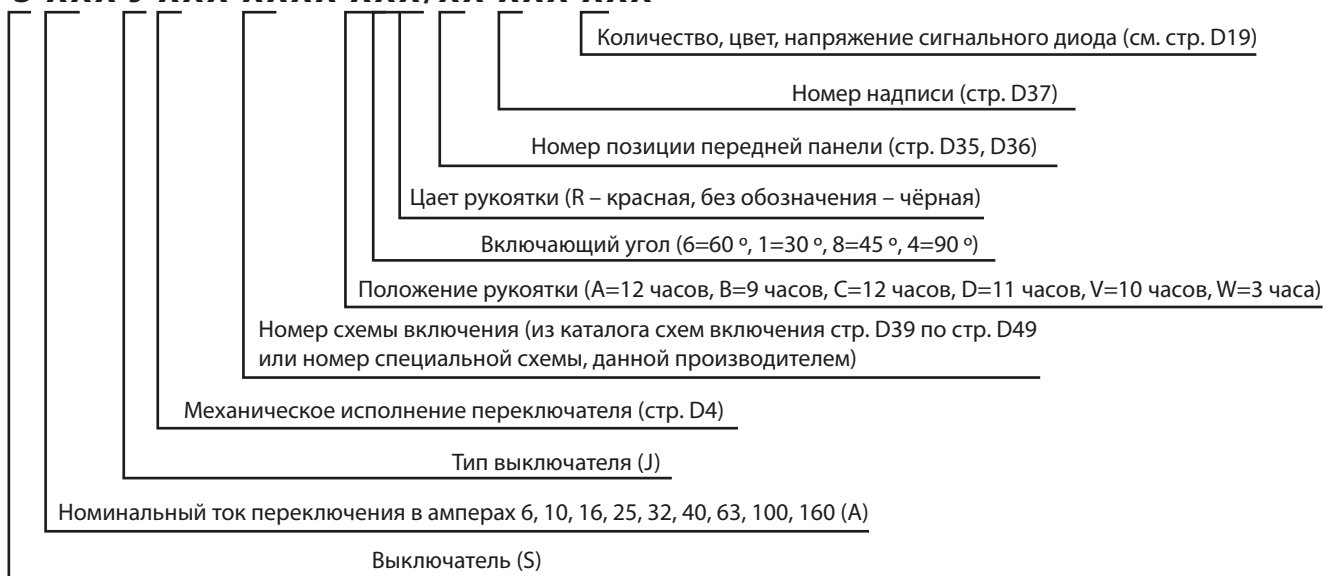 Количество, цвет, напряжение сигнального диода (см. стр. D19)
Номер надписи (стр. D37)
Номер позиции передней панели (стр. D35, D36)
Цает рукоятки (R – красная, без обозначения – чёрная)
Включающий угол (6=60 º, 1=30 º, 8=45 º, 4=90 º)
Положение рукоятки (A=12 часов, B=9 часов, C=12 часов, D=11 часов, V=10 часов, W=3 часа)
Номер схемы включения (из каталога схем включения стр. D39 по стр. D49
или номер специальной схемы, данной производителем)
Механическое исполнение переключателя (стр. D4)
Тип выключателя (J)
Номинальный ток переключения в амперах 6, 10, 16, 25, 32, 40, 63, 100, 160 (A)
Выключатель (S)